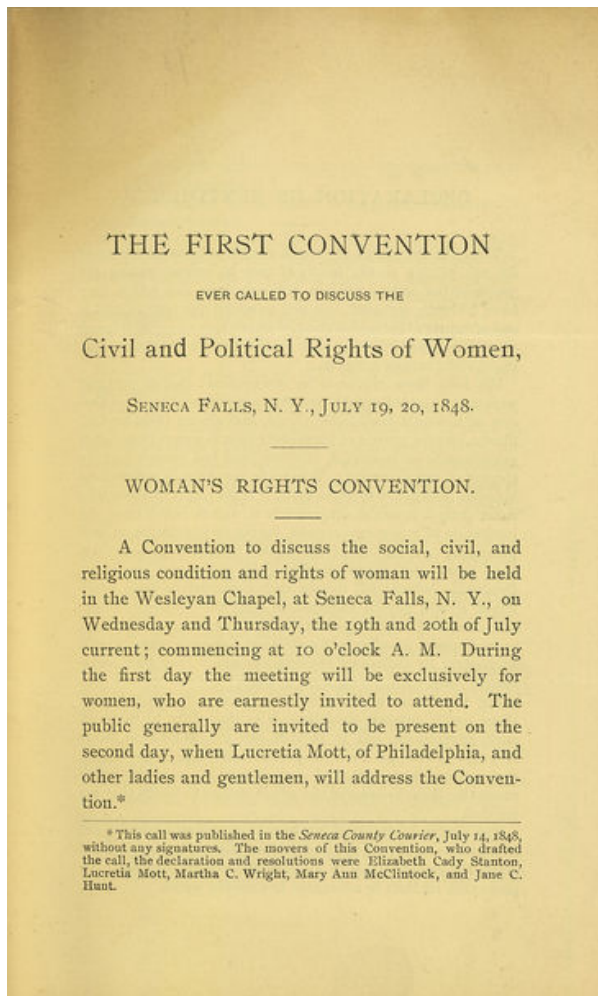 THE FIRST CONVENTION
EVER CALLED TO DISCUSS THE
Civil and Political Rights of Women,
SENECA FALLS, N. Y., JULY 19, 20, 1848.
WOMAN'S RIGHTS CONVENTION.
A Convention to discuss the social, civil, and
religious condition and rights of woman will be held
in the Wesleyan Chapel, at Seneca Falls, N. Y., on
Wednesday and Thursday, the 19th and 20th of July
current; commencing at 10 o'clock A. M. During
the first day the meeting will be exclusively for
women, who are earnestly invited to attend. The
public generally are invited to be present on the
second day, when Lucretia Mott, of Philadelphia, and
other ladies and gentlemen, will address the Conven-
tion.*
* This call was published in the Seneca County Courier, July 14, 1848,
without any signatures. The movers of this Convention, who drafted
the call, the declaration and resolutions were Elizabeth Cady Stanton,
Lucretia Mott, Martha C. Wright, Mary Ann McClintock, and Jane C.
Hunt.